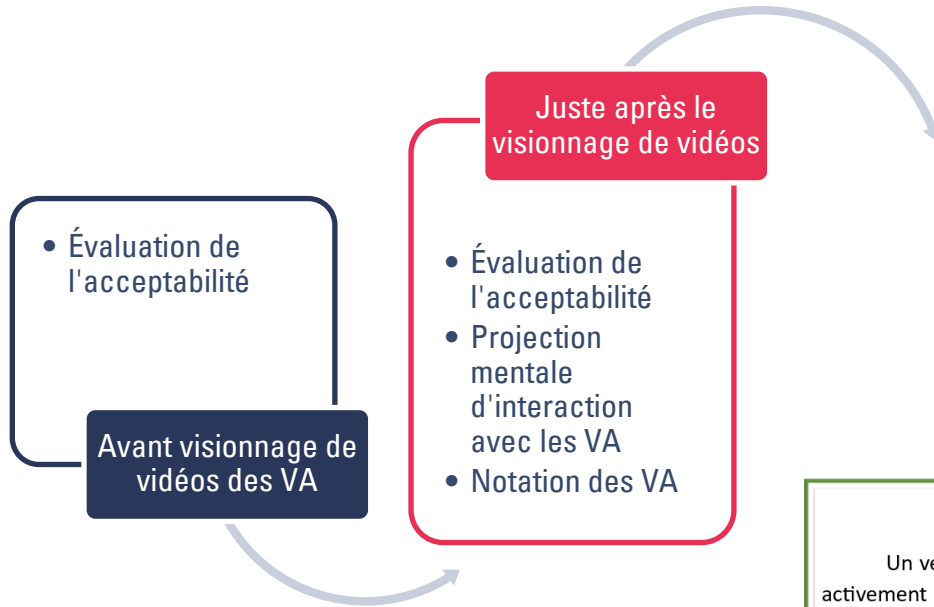 • Évaluation de
l'acceptabilité
Avant visionnage de
vidéos des VA
Juste après le
visionnage de vidéos
• Évaluation de
l'acceptabilité
• Projection
mentale
d'interaction
avec les VA
• Notation des VA
Un
activement